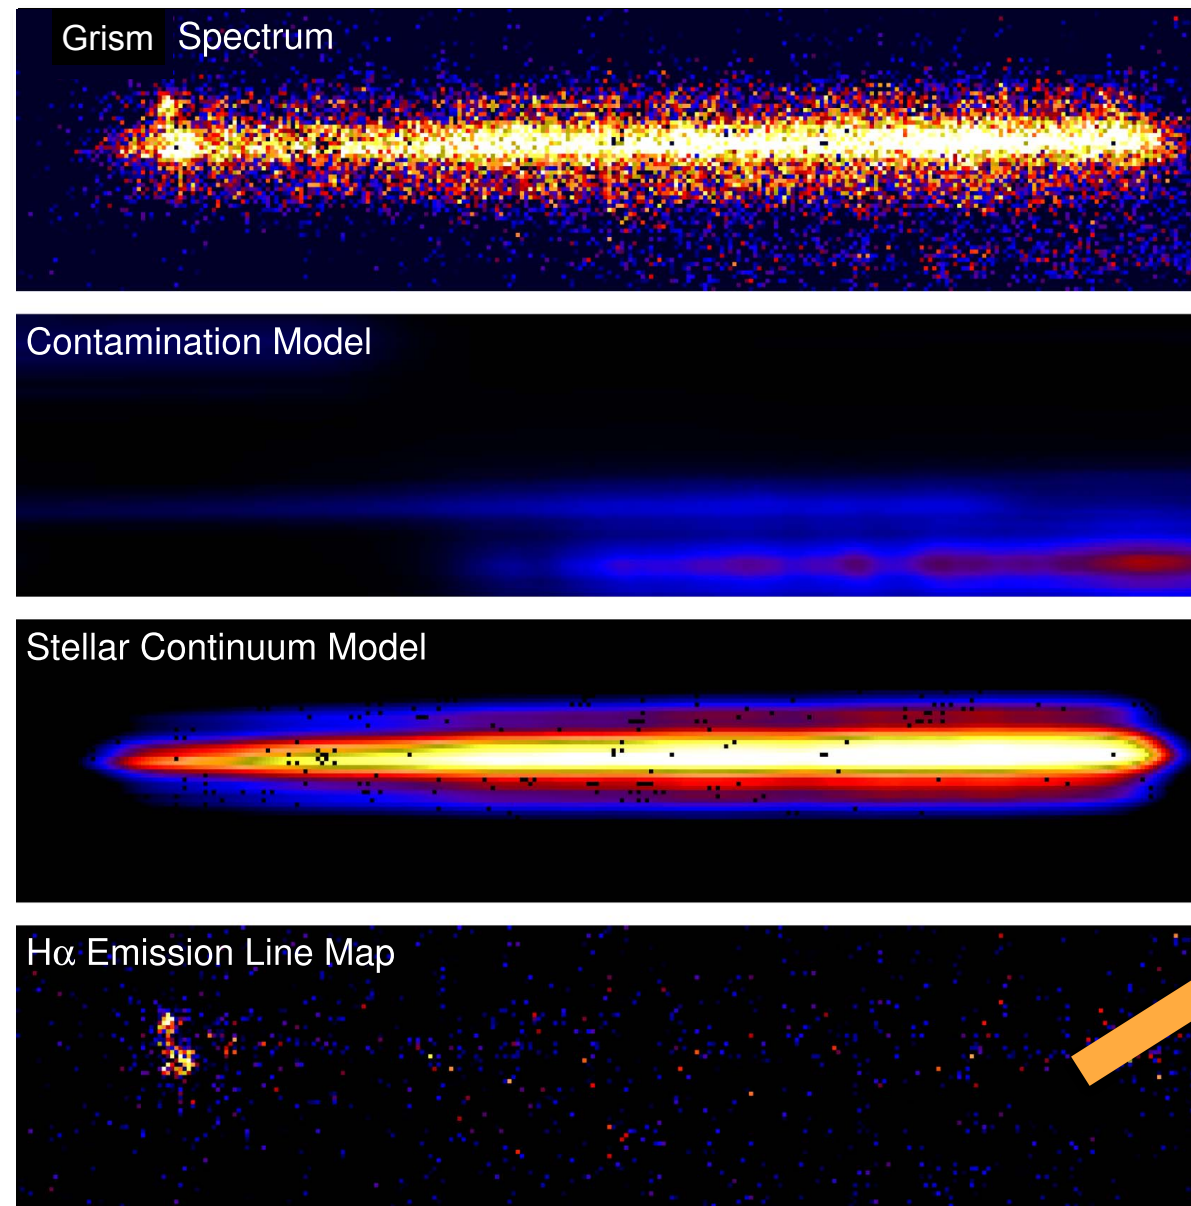 Grism Spectrum
Contamination Model
Stellar Continuum Model
Hα Emission Line Map